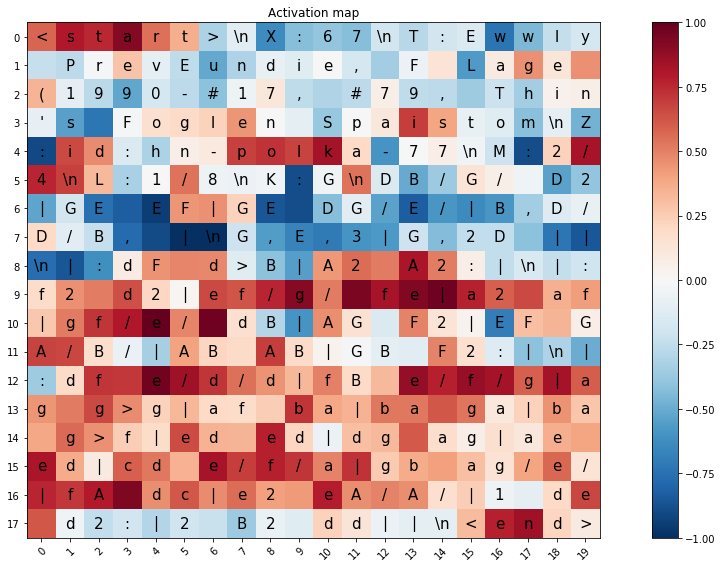 Activation map
0 < s t a r t > \n X : 6 7 \n T : E w w l y
1 P r e v E u n d i e , F L a g e
2 ( 1 9 9 0 - # 1 7 , # 7 9 , T h i n
3 ' s F o g l e n S p a i s t o m \n Z
4 : i d : h n - p o l k a - 7 7 \n M : 2 /
5 4 \n L : 1 / 8 \n K : G \n D B / G / D 2
6 | G E E F | G E D G / E / | B , D /
7 D / B , | \n G , E , 3 | G , 2 D | |
8 \n | : d F d > B | A 2 A 2 : | \n | :
9 f 2 d 2 | e f / g / f e | a 2 a f
10 | g f / e / d B | A G F 2 | E F G
11 A / B / | A B A B | G B F 2 : | \n |
12 : d f e / d / d | f B e / f / g | a
13 g g > g | a f b a | b a g a | b a
14 g > f | e d e d | d g a g | a e
15 e d | c d e / f / a | g b a g / e /
16 | f A d c | e 2 e A / A / | 1 d e
17 d 2 : | 2 B 2 d d | | \n < e n d >
0 1 2 3 4 5 6 7 8 9 10 11 12 13 14 15 16 17 18 19
1.00
0.75
0.50
0.25
0.00
−0.25
−0.50
−0.75
−1.00